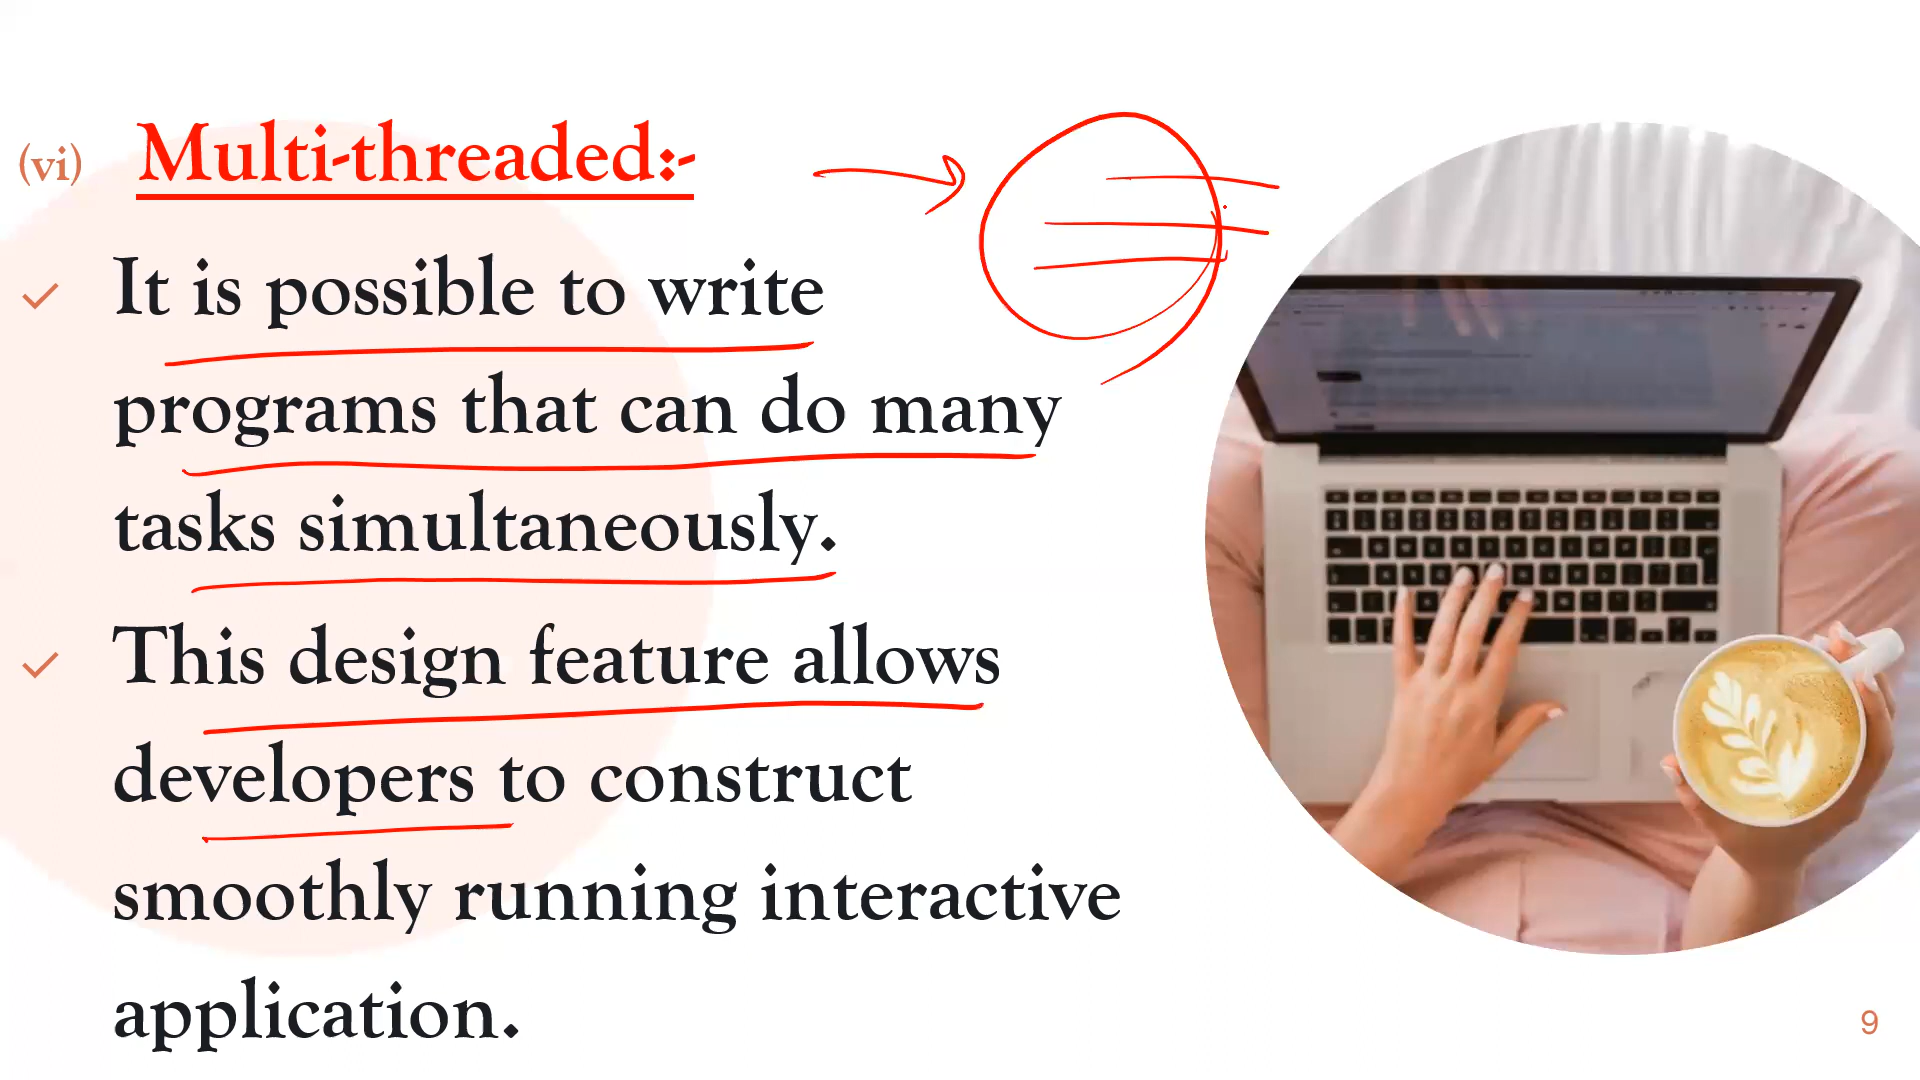 (vi) Multi-threaded:-
It is possible to write
programs that can do many
tasks simultaneously.
This design feature allows
developers to construct
smoothly running interactive
application.
9